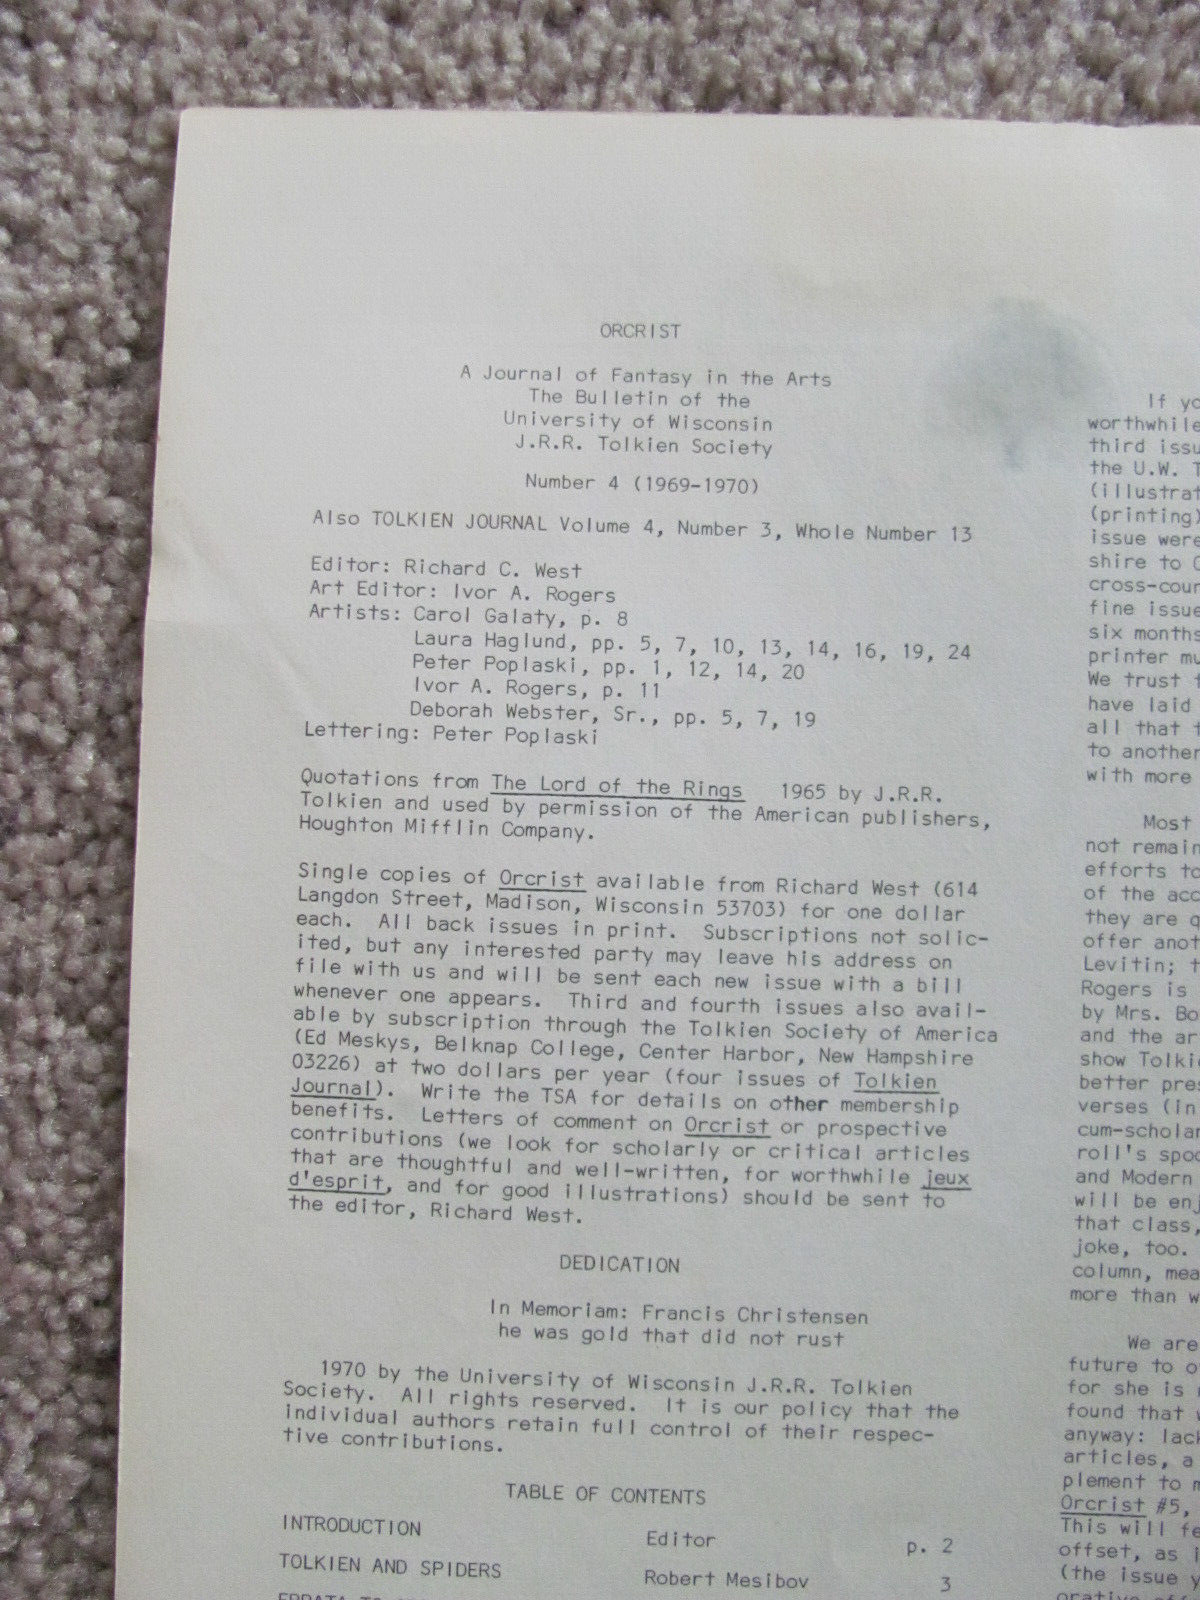 ORCRIST
A Journal of Fantasy in the Arts
The Bulletin of the
University of Wisconsin
J.R.R. Tolkien Society
Number 4 (1969-1970)
Also TOLKIEN JOURNAL Volume 4, Number 3, Whole Number 13
Editor: Richard C. West
Art Editor: Ivor A. Rogers
Artists: Carol Galaty, p. 8
Laura Haglund, pp. 5, 7, 10, 13, 14, 16, 19, 24
Peter Poplaski, pp. 1, 12, 14, 20
Ivor A. Rogers, p. 11
Deborah Webster, Sr., pp. 5, 7, 19
Lettering: Peter Poplaski
Quotations from The Lord of the Rings 1965 by J.R.R.
Tolkien and used by permission of the American publishers,
Houghton Mifflin Company.
Single copies of Orcrist available from Richard West (614
Langdon Street, Madison, Wisconsin 53703) for one dollar
each. All back issues in print. Subscriptions not solic-
ited, but any interested party may leave his address on
file with us and will be sent each new issue with a bill
whenever one appears. Third and fourth issues also avail-
able by subscription through the Tolkien Society of America
(Ed Meskys, Belknap College, Center Harbor, New Hampshire
03226) at two dollars per year (four issues of Tolkien
Journal). Write the TSA for details on other membership
benefits. Letters of comment on Orcrist or prospective
contributions (we look for scholarly or critical articles
that are thoughtful and well-written, for worthwhile jeux
d'esprit, and for good illustrations) should be sent to
the editor, Richard West.
DEDICATION
In Memoriam: Francis Christensen
he was gold that did not rust
1970 by the University of Wisconsin J.R.R. Tolkien
Society. All rights reserved. It is our policy that the
individual authors retain full control of their respec-
tive contributions.
TABLE OF CONTENTS
INTRODUCTION Editor p. 2
TOLKIEN AND SPIDERS Robert Mesibov 3
If
worthwhile
third
the U.W.
(illustrat
(printing)
issue were
shire to
cross-cour
fine issue
six months
printer
We trust
have laid
all that
to another
with more
Most
not remain
efforts to
of the acc
they are
offer anot
Levitin;
Rogers is
by Mrs. Bo
and the ar
show Tolki
better pres
verses (in
cum-scholar
roll's spoo
and Modern
will be enj
that class,
joke, too.
column, mea
more than w
We are
future to o
for she is
found that
anyway: lack
articles, a
plement to m
Orcrist #5,
This will fe
offset, as i
(the issue y